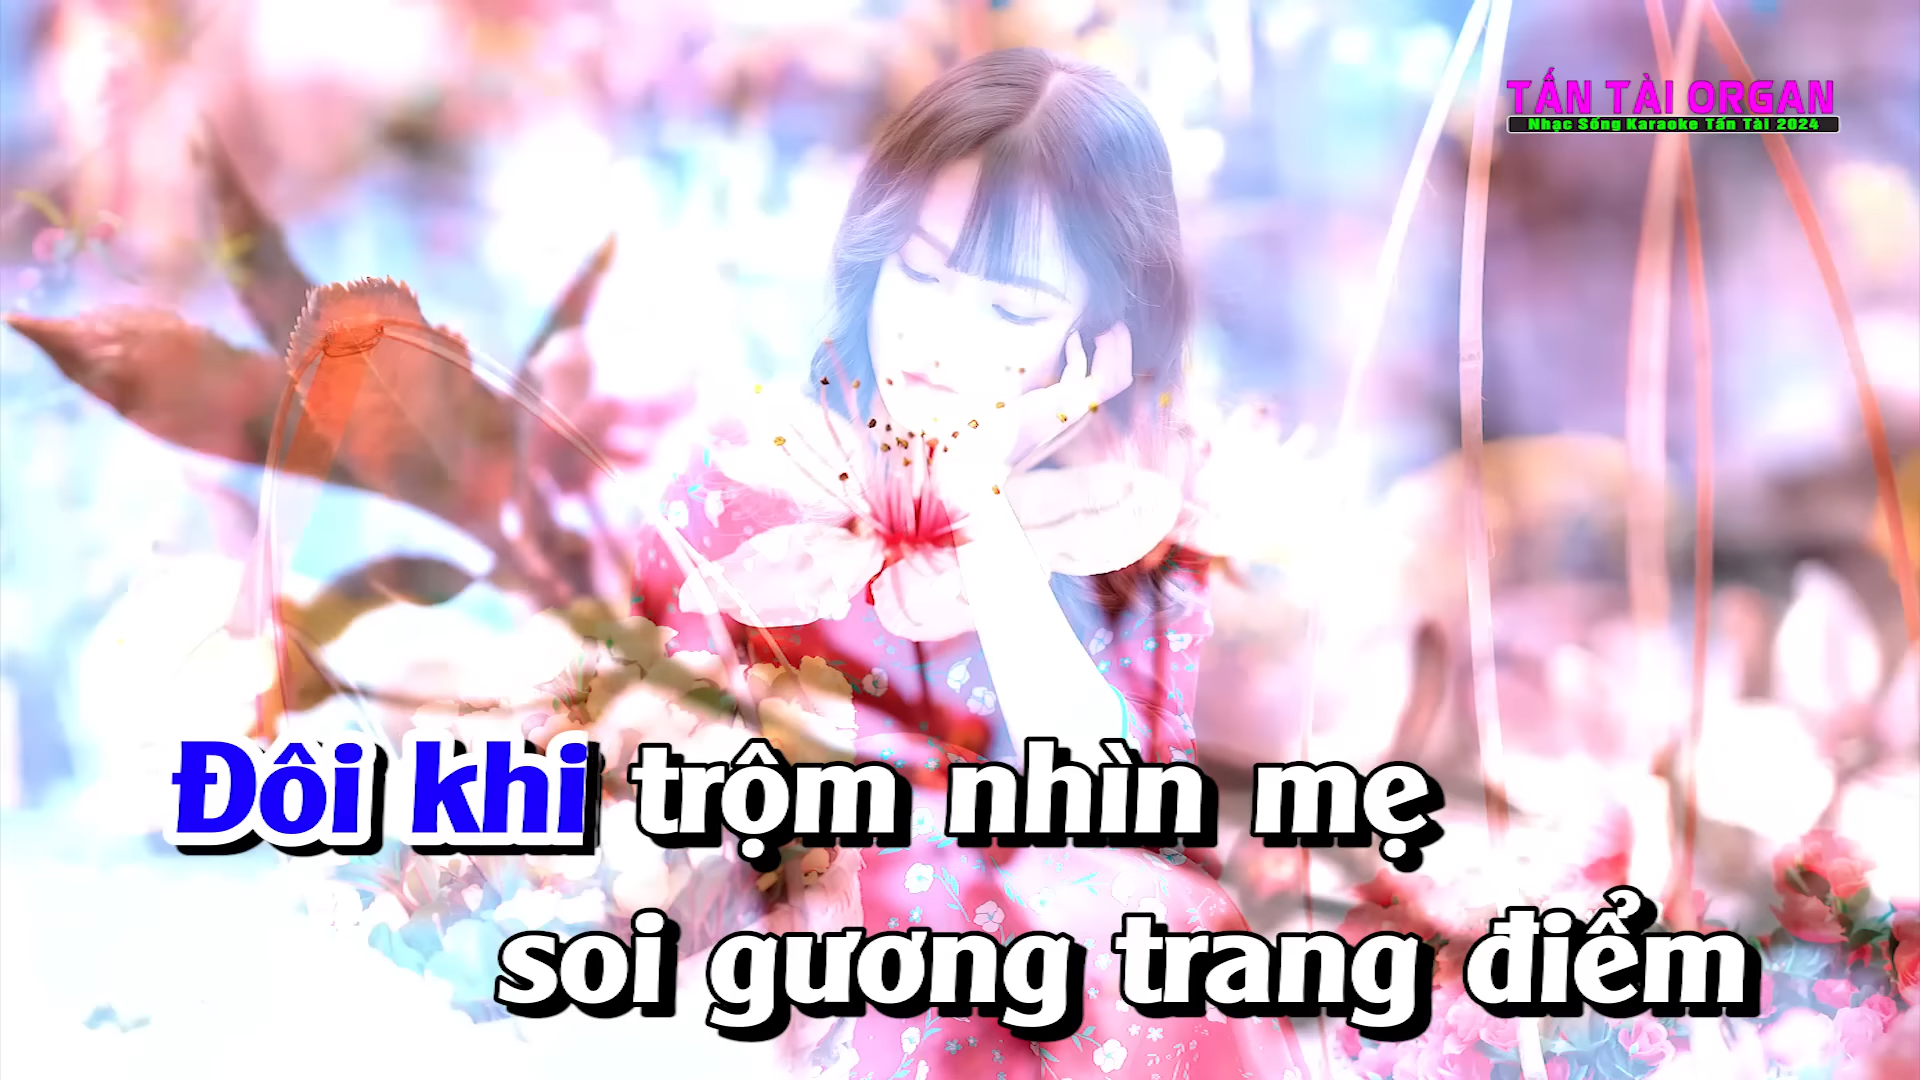 TẤN TÀI ORGAN
Nhạc Sống Karaoke Tấn Tài 2024
Đôi khi trộm nhìn mẹ
soi gương trang điểm